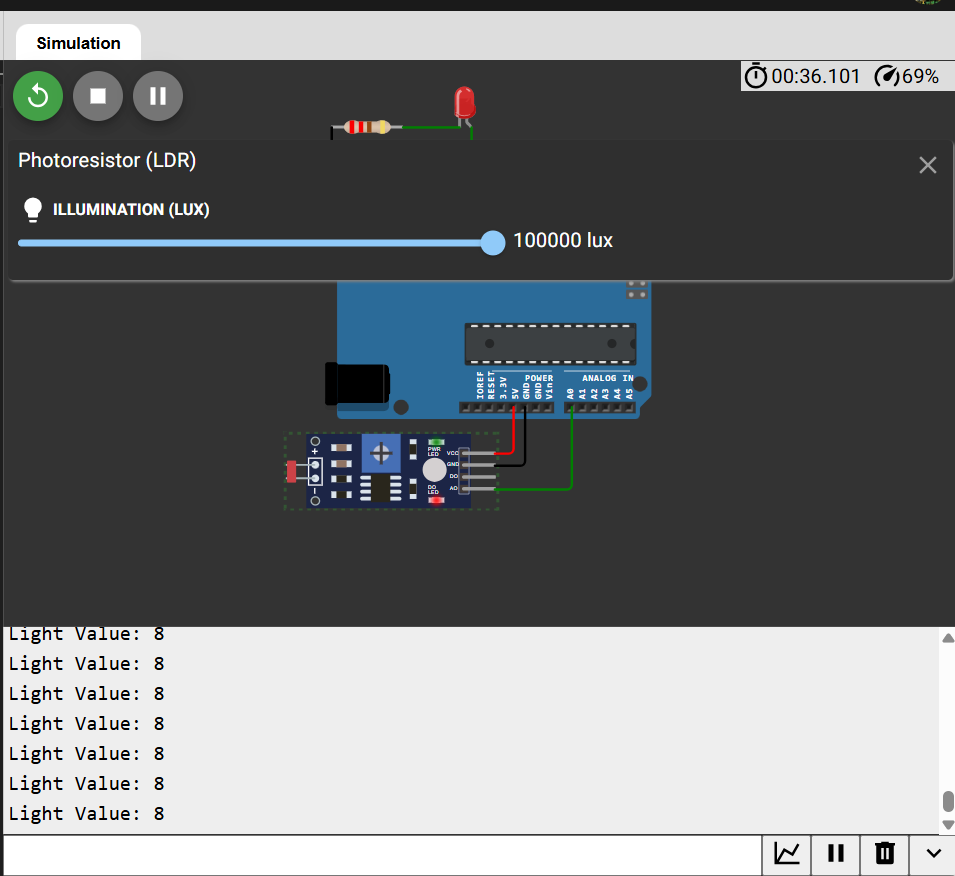 Simulation
00:36.101 69%
Photoresistor (LDR)
ILLUMINATION (LUX)
100000 lux
IOREF
RESET
3.3V
5V
GND
GND
Vin
POWER
ANALOG IN
A0
A1
A2
A3
A4
A5
PWR
LED
VCC
GND
DO
AO
DO
LED
Light Value: 8
Light Value: 8
Light Value: 8
Light Value: 8
Light Value: 8
Light Value: 8
Light Value: 8